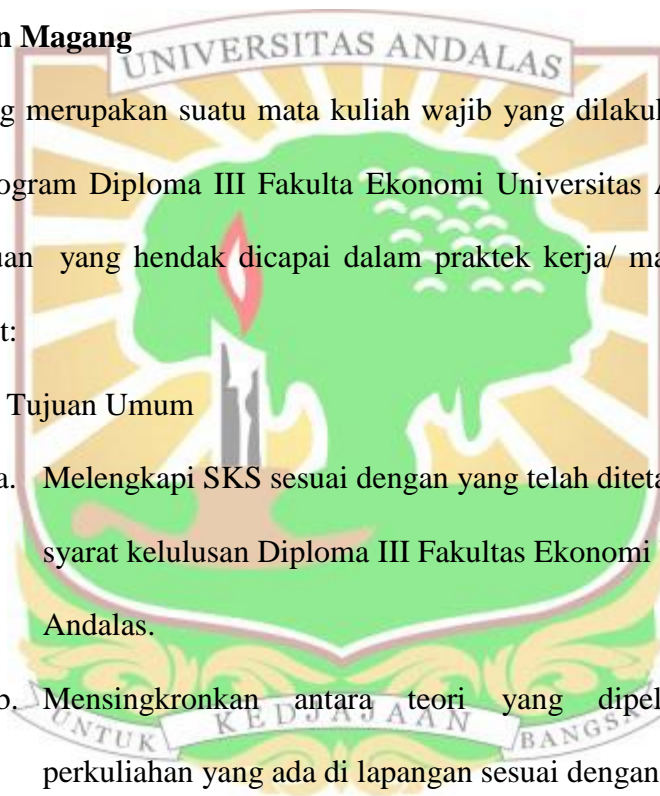 n Magang
UNIVERSITAS ANDALAS
g merupakan suatu mata kuliah wajib yang dilakuk
ogram Diploma III Fakulta Ekonomi Universitas A
uan yang hendak dicapai dalam praktek kerja/ ma
t:
Tujuan Umum
a. Melengkapi SKS sesuai dengan yang telah diteta
syarat kelulusan Diploma III Fakultas Ekonomi
Andalas.
b. Mensingkronkan antara teori yang dipel
UNTUK KEDJAJAAN BANGSA
perkuliahan yang ada di lapangan sesuai dengan